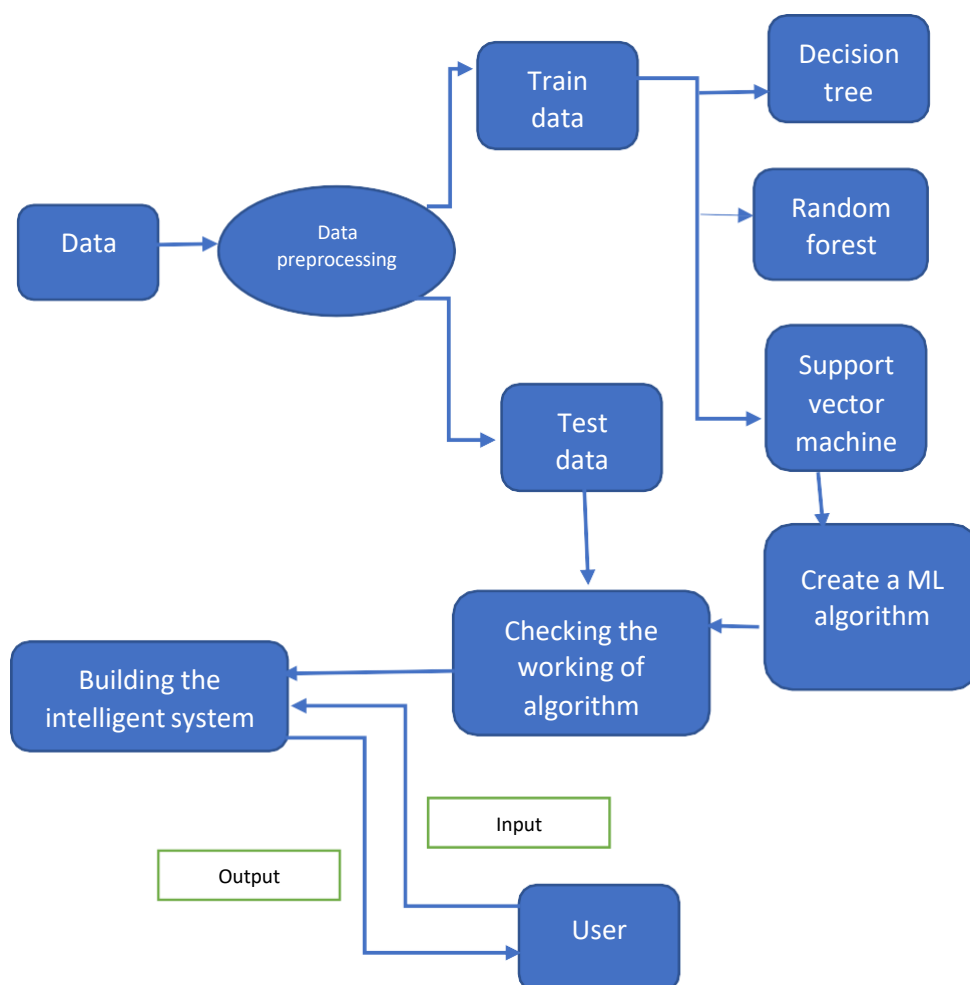 Train
data
Decision
tree
Data
Data
preprocessing
Random
forest
Test
data
Support
vector
machine
Create a ML
algorithm
Checking the
working of
algorithm
Building the
intelligent system
Input
Output
User